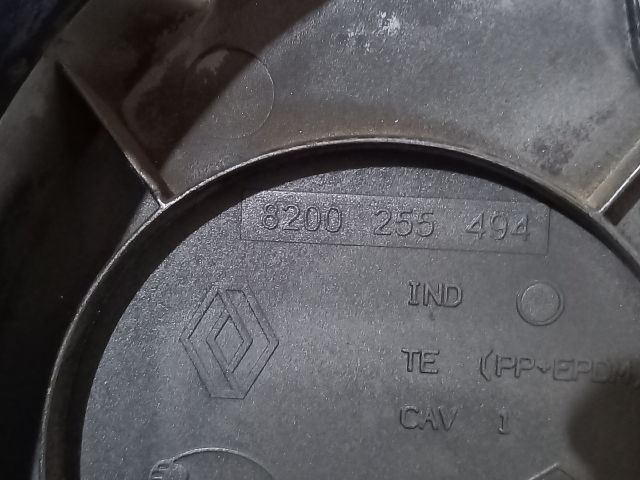 8200 255 494
IND
TE (PP+EPDM
CAV 1